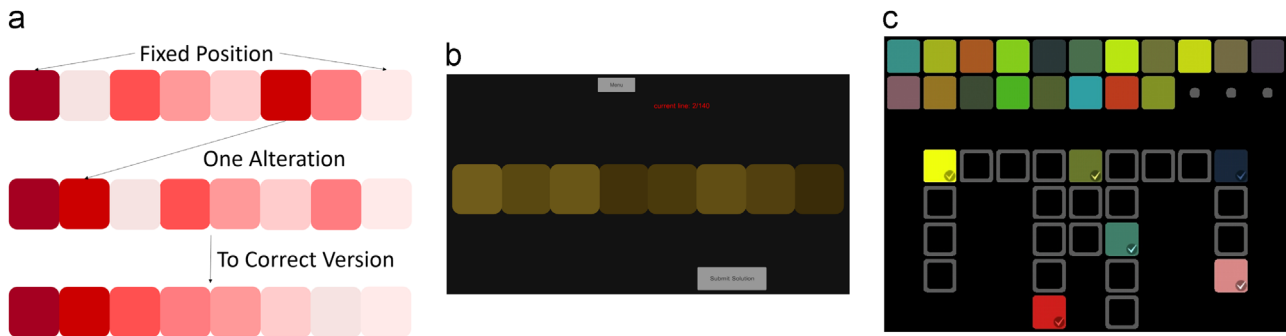 a
Fixed Position
One Alteration
To Correct Version
b
Menu
current line: 2/140
Submit Solution
c